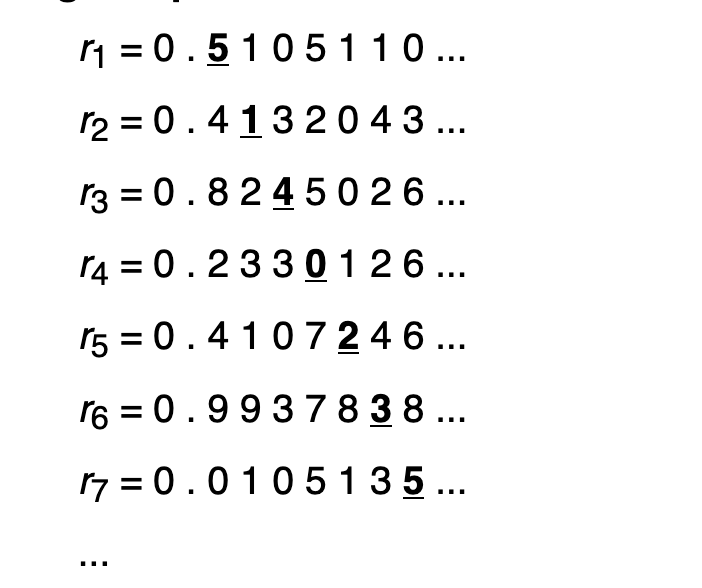 r1 = 0 . 5 1 0 5 1 1 0 ...
r2 = 0 . 4 1 3 2 0 4 3 ...
r3 = 0 . 8 2 4 5 0 2 6 ...
r4 = 0 . 2 3 3 0 1 2 6 ...
r5 = 0 . 4 1 0 7 2 4 6 ...
r6 = 0 . 9 9 3 7 8 3 8 ...
r7 = 0 . 0 1 0 5 1 3 5 ...
...